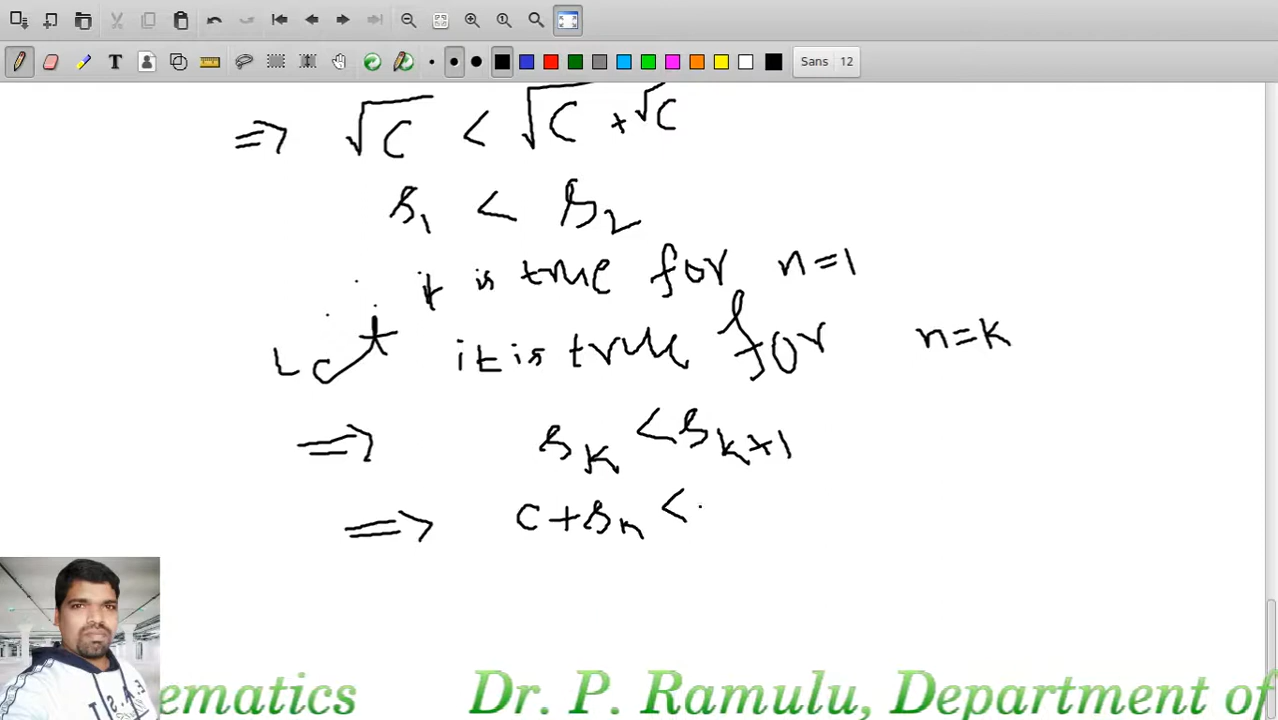 Sans 12
⇒ √C < √C + √C
s₁ < s₂
it is true for n=1
it is true for n=k
⇒ sₖ < sₖ₊₁
⇒ c + sₙ <
ematics Dr. P. Ramulu, Department of